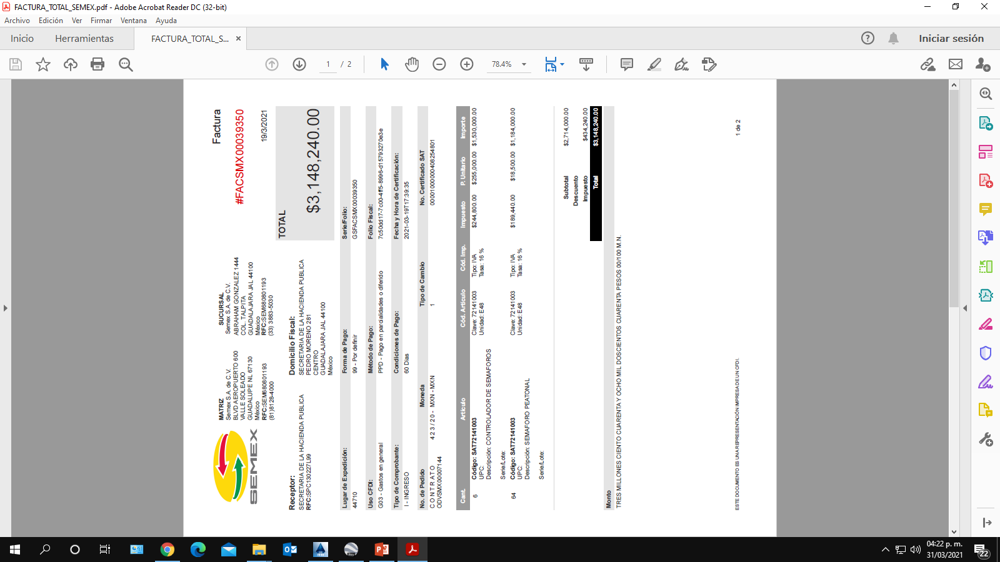 FACTURA_TOTAL_SEMEX.pdf - Adobe Acrobat Reader DC (32-bit)
Archivo Edición Ver Firmar Ventana Ayuda
Inicio Herramientas FACTURA_TOTAL_S... × Iniciar sesión
1 / 2 78.4%
SEMEX
MATRIZ
Semex S.A. de C.V.
BLVD AEROPUERTO 600
VALLE SOLEADO
GUADALUPE NL 67130
México
RFC:SEM680801193
(81)8128-4000
SUCURSAL
Semex S.A. de C.V.
ABRAHAM GONZALEZ 1444
COL. TALPITA
GUADALAJARA JAL 44100
México
RFC:SEM680801193
(33) 3883-5030
Factura
#FACSMX00039350
19/3/2021
TOTAL
$3,148,240.00
Receptor:
SECRETARIA DE LA HACIENDA PUBLICA
RFC:SPC130227L99
Domicilio Fiscal:
SECRETARIA DE LA HACIENDA PUBLICA
PEDRO MORENO 281
CENTRO
GUADALAJARA JAL 44100
México
Lugar de Expedición: Forma de Pago: Serie/Folio:
44710 99 - Por definir GSFACSMX00039350
Uso CFDI: Método de Pago: Folio Fiscal:
G03 - Gastos en general PPD - Pago en parcialidades o diferido 7c50dd17-7c00-4ff5-8996-d15793270e3e
Tipo de Comprobante: Condiciones de Pago: Fecha y Hora de Certificación:
I - INGRESO 60 Dias 2021-03-19T17:39:35
No. de Pedido Moneda Tipo de Cambio No. Certificado SAT
CONTRATO 423/20- MXN - MXN 1 00001000000408254801
ODVSMX00007144
Cant. Artículo Cód. Artículo Cód. Imp. Impuesto P. Unitario Importe
6 Código: SAT72141003 Clave: 72141003 Tipo: IVA $244,800.00 $255,000.00 $1,530,000.00
UPC: Unidad: E48 Tasa: 16 %
Descripción: CONTROLADOR DE SEMAFOROS
Serie/Lote:
64 Código: SAT72141003 Clave: 72141003 Tipo: IVA $189,440.00 $18,500.00 $1,184,000.00
UPC: Unidad: E48 Tasa: 16 %
Descripción: SEMAFORO PEATONAL
Serie/Lote:
Subtotal $2,714,000.00
Descuento
Impuesto $434,240.00
Total $3,148,240.00
Monto
TRES MILLONES CIENTO CUARENTA Y OCHO MIL DOSCIENTOS CUARENTA PESOS 00/100 M.N.
ESTE DOCUMENTO ES UNA REPRESENTACIÓN IMPRESA DE UN CFDI. 1 de 2
04:22 p. m.
31/03/2021
22